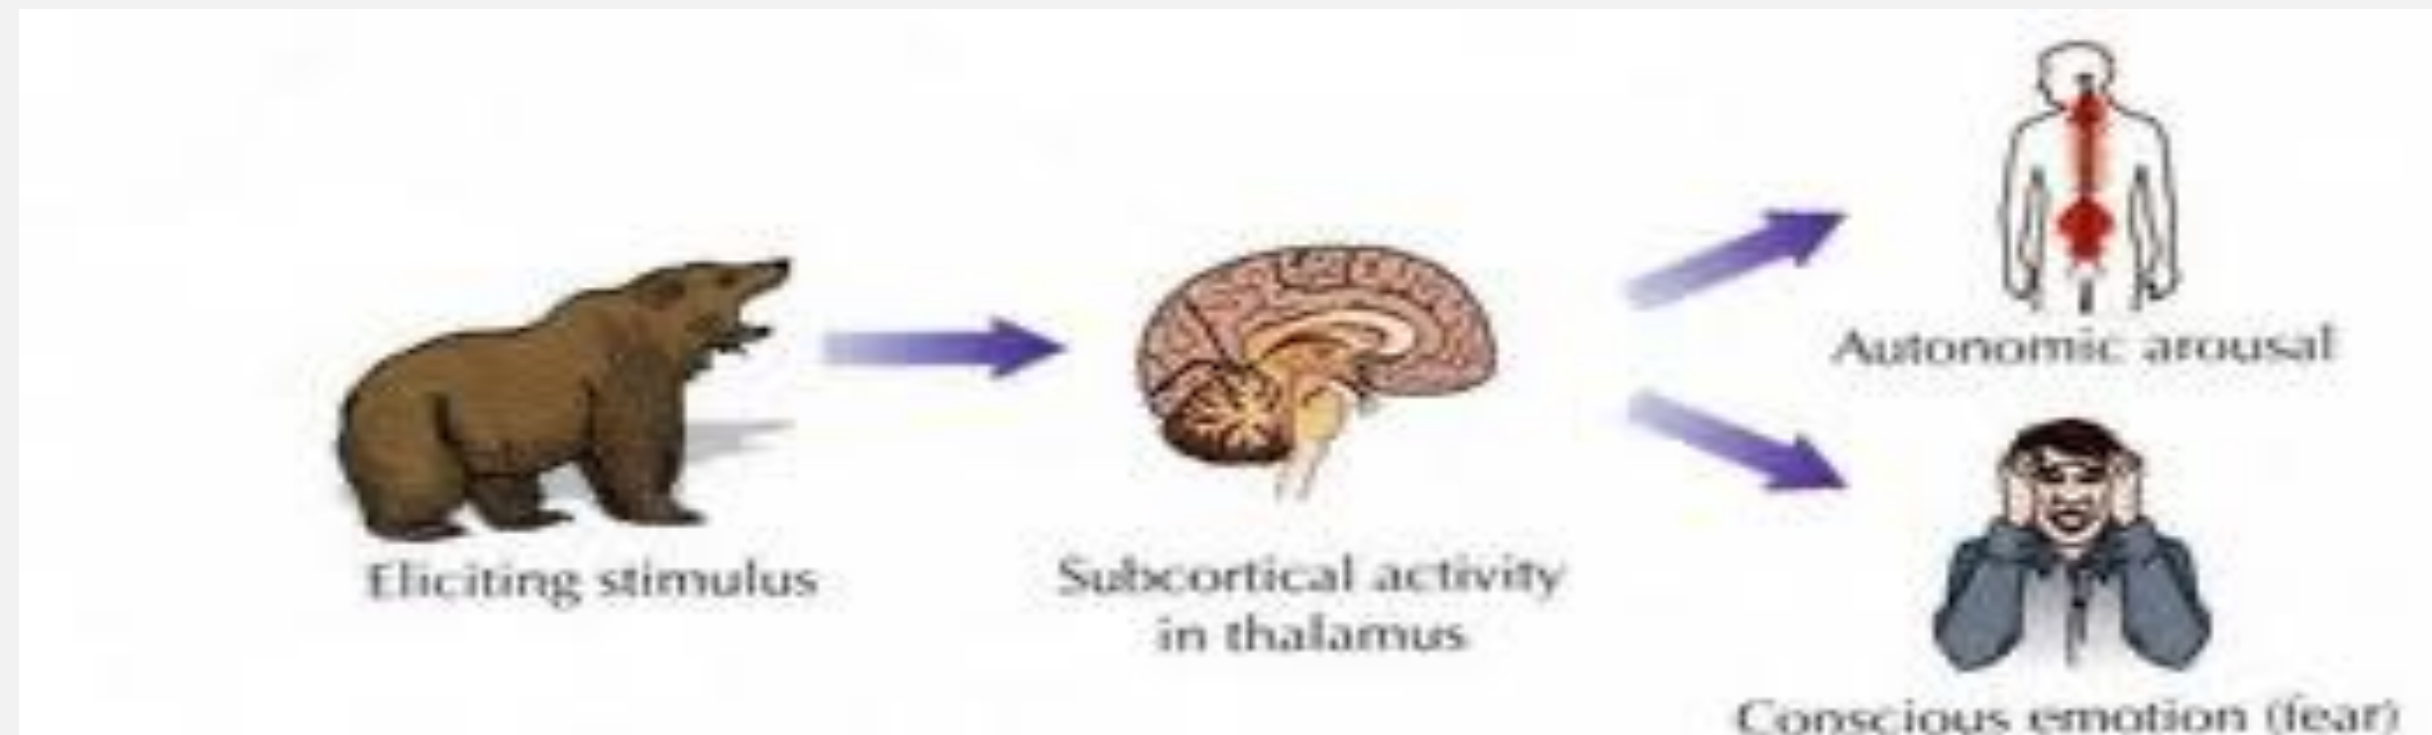 Autonomic arousal
Eliciting stimulus
Subcortical activity
in thalamus
Conscious emotion (fear)